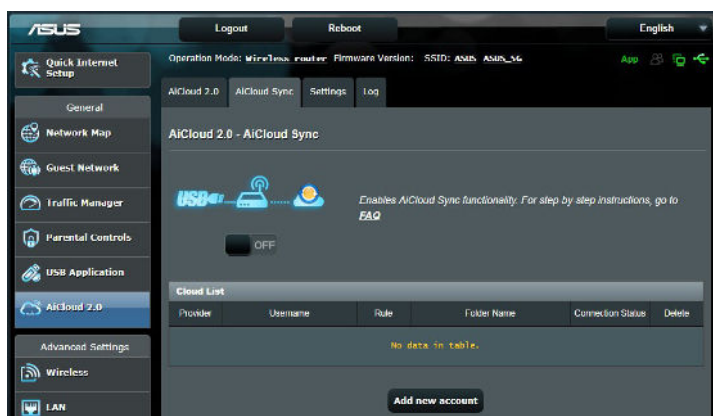 ASUS
Logout
Reboot
English
Quick Internet
Setup
Operation Mode: Wireless router Firmware Version: SSID: ASUS ASUS_5G
App
AiCloud 2.0
AiCloud Sync
Settings
Log
General
Network Map
Guest Network
Traffic Manager
Parental Controls
USB Application
AiCloud 2.0
Advanced Settings
Wireless
LAN
AiCloud 2.0 - AiCloud Sync
USB
Enables AiCloud Sync functionality. For step by step instructions, go to
FAQ
OFF
Cloud List
Provider
Username
Rule
Folder Name
Connection Status
Delete
No data in table.
Add new account